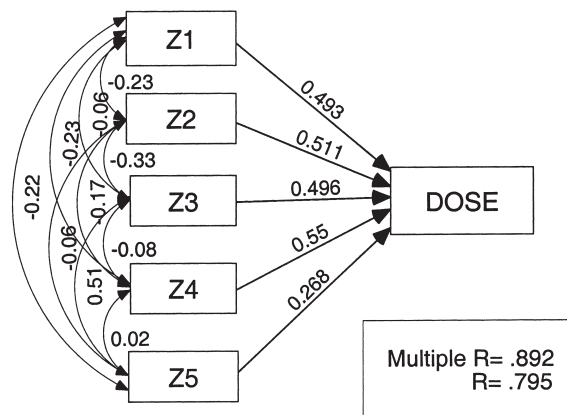 Z1
-0.23
-0.06
Z2
0.493
0.511
-0.23
-0.33
-0.22
-0.17
Z3
0.496
DOSE
-0.06
-0.08
0.55
0.51
Z4
0.268
0.02
Z5
Multiple R= .892
R= .795